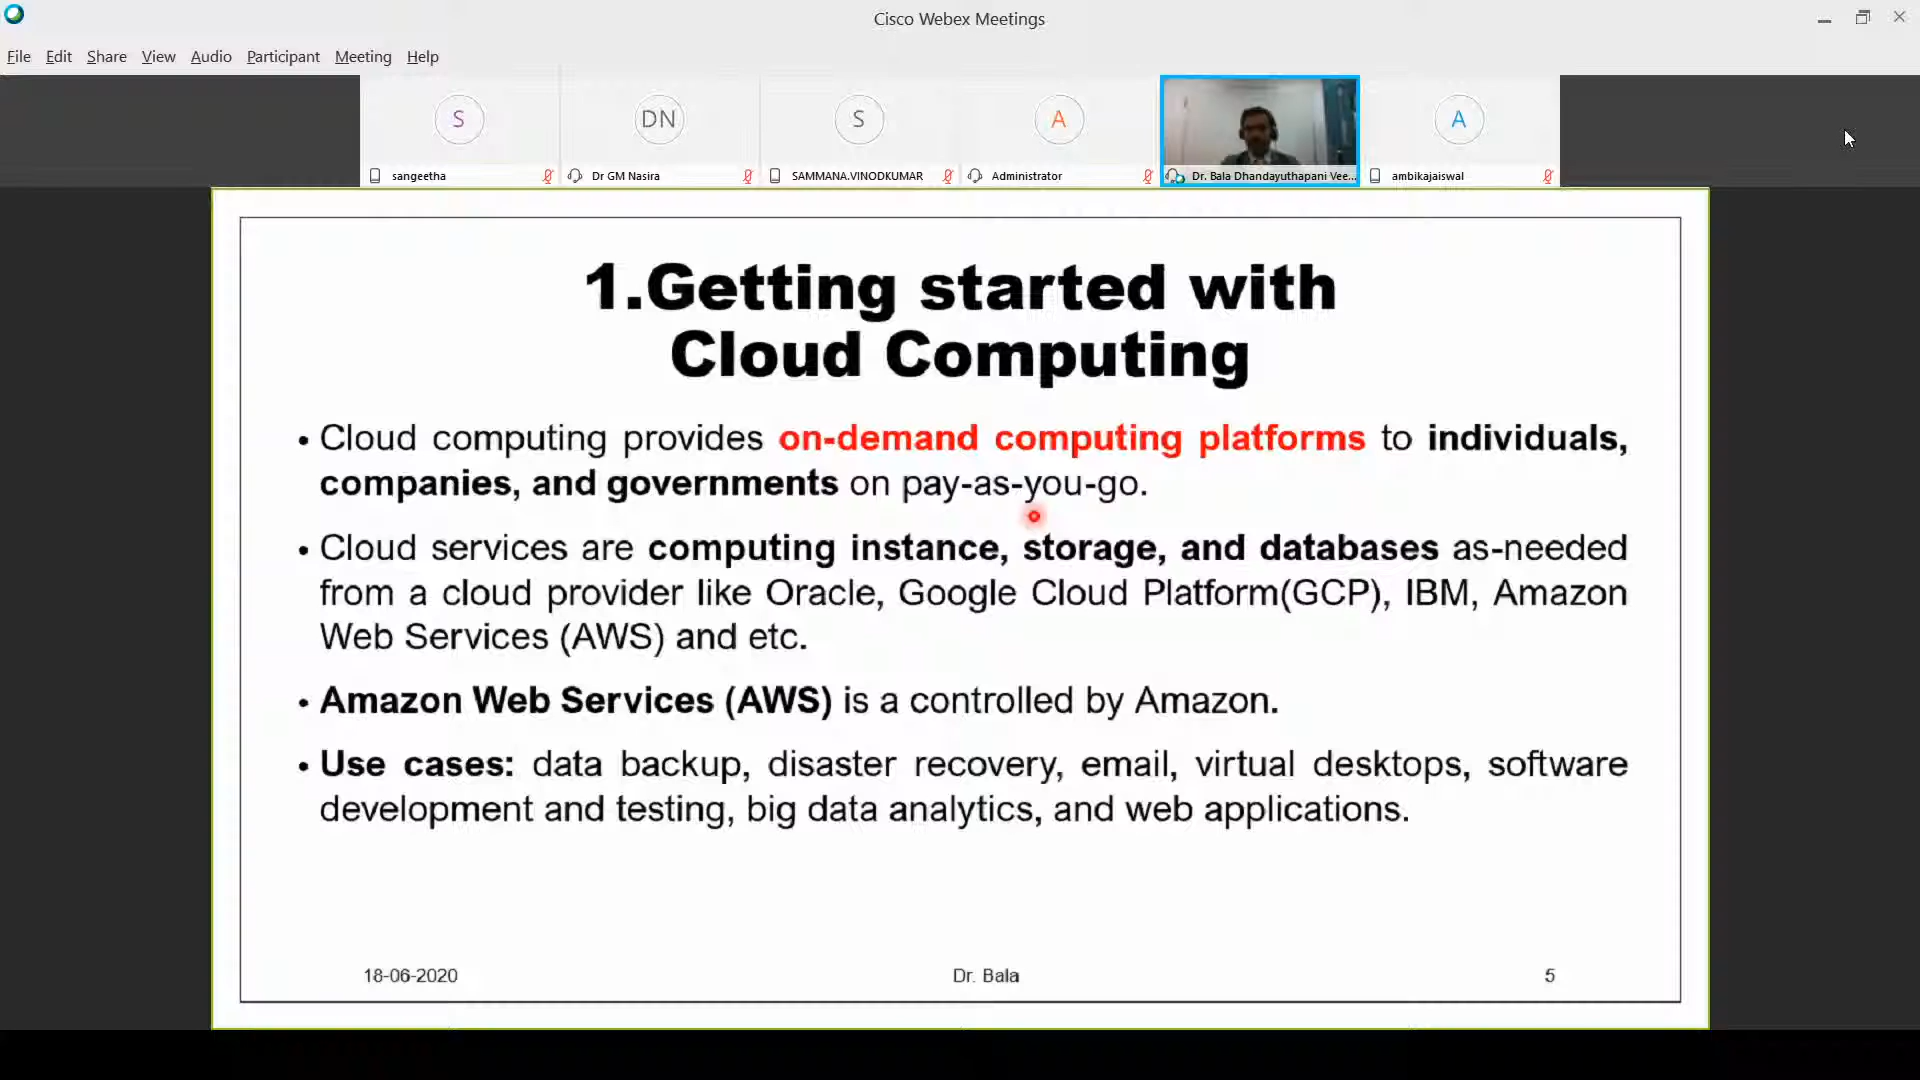 Cisco Webex Meetings
File Edit Share View Audio Participant Meeting Help
S DN S A A
sangeetha Dr GM Nasira SAMMANA.VINODKUMAR Administrator Dr. Bala Dhandayuthapani Vee... ambikajaiswal
1.Getting started with
Cloud Computing
• Cloud computing provides on-demand computing platforms to individuals,
companies, and governments on pay-as-you-go.
• Cloud services are computing instance, storage, and databases as-needed
from a cloud provider like Oracle, Google Cloud Platform(GCP), IBM, Amazon
Web Services (AWS) and etc.
• Amazon Web Services (AWS) is a controlled by Amazon.
• Use cases: data backup, disaster recovery, email, virtual desktops, software
development and testing, big data analytics, and web applications.
18-06-2020 Dr. Bala 5